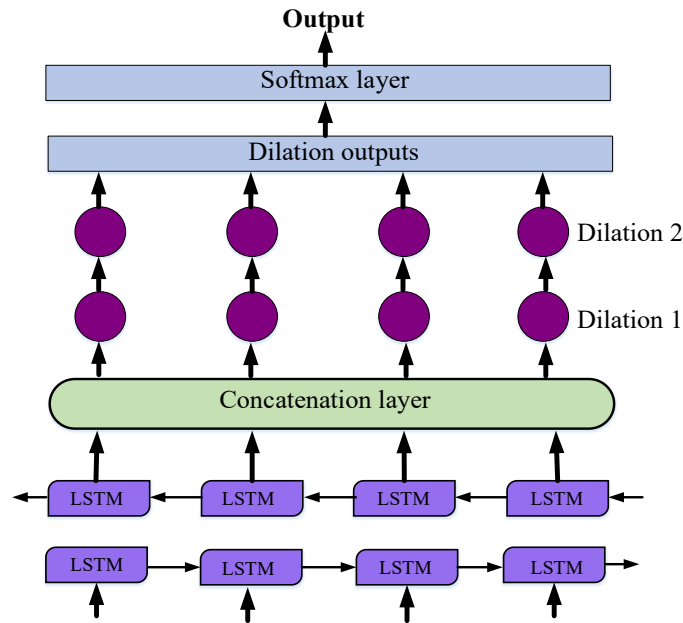 Output
Softmax layer
Dilation outputs
Dilation 2
Dilation 1
Concatenation layer
LSTM LSTM LSTM LSTM
LSTM LSTM LSTM LSTM